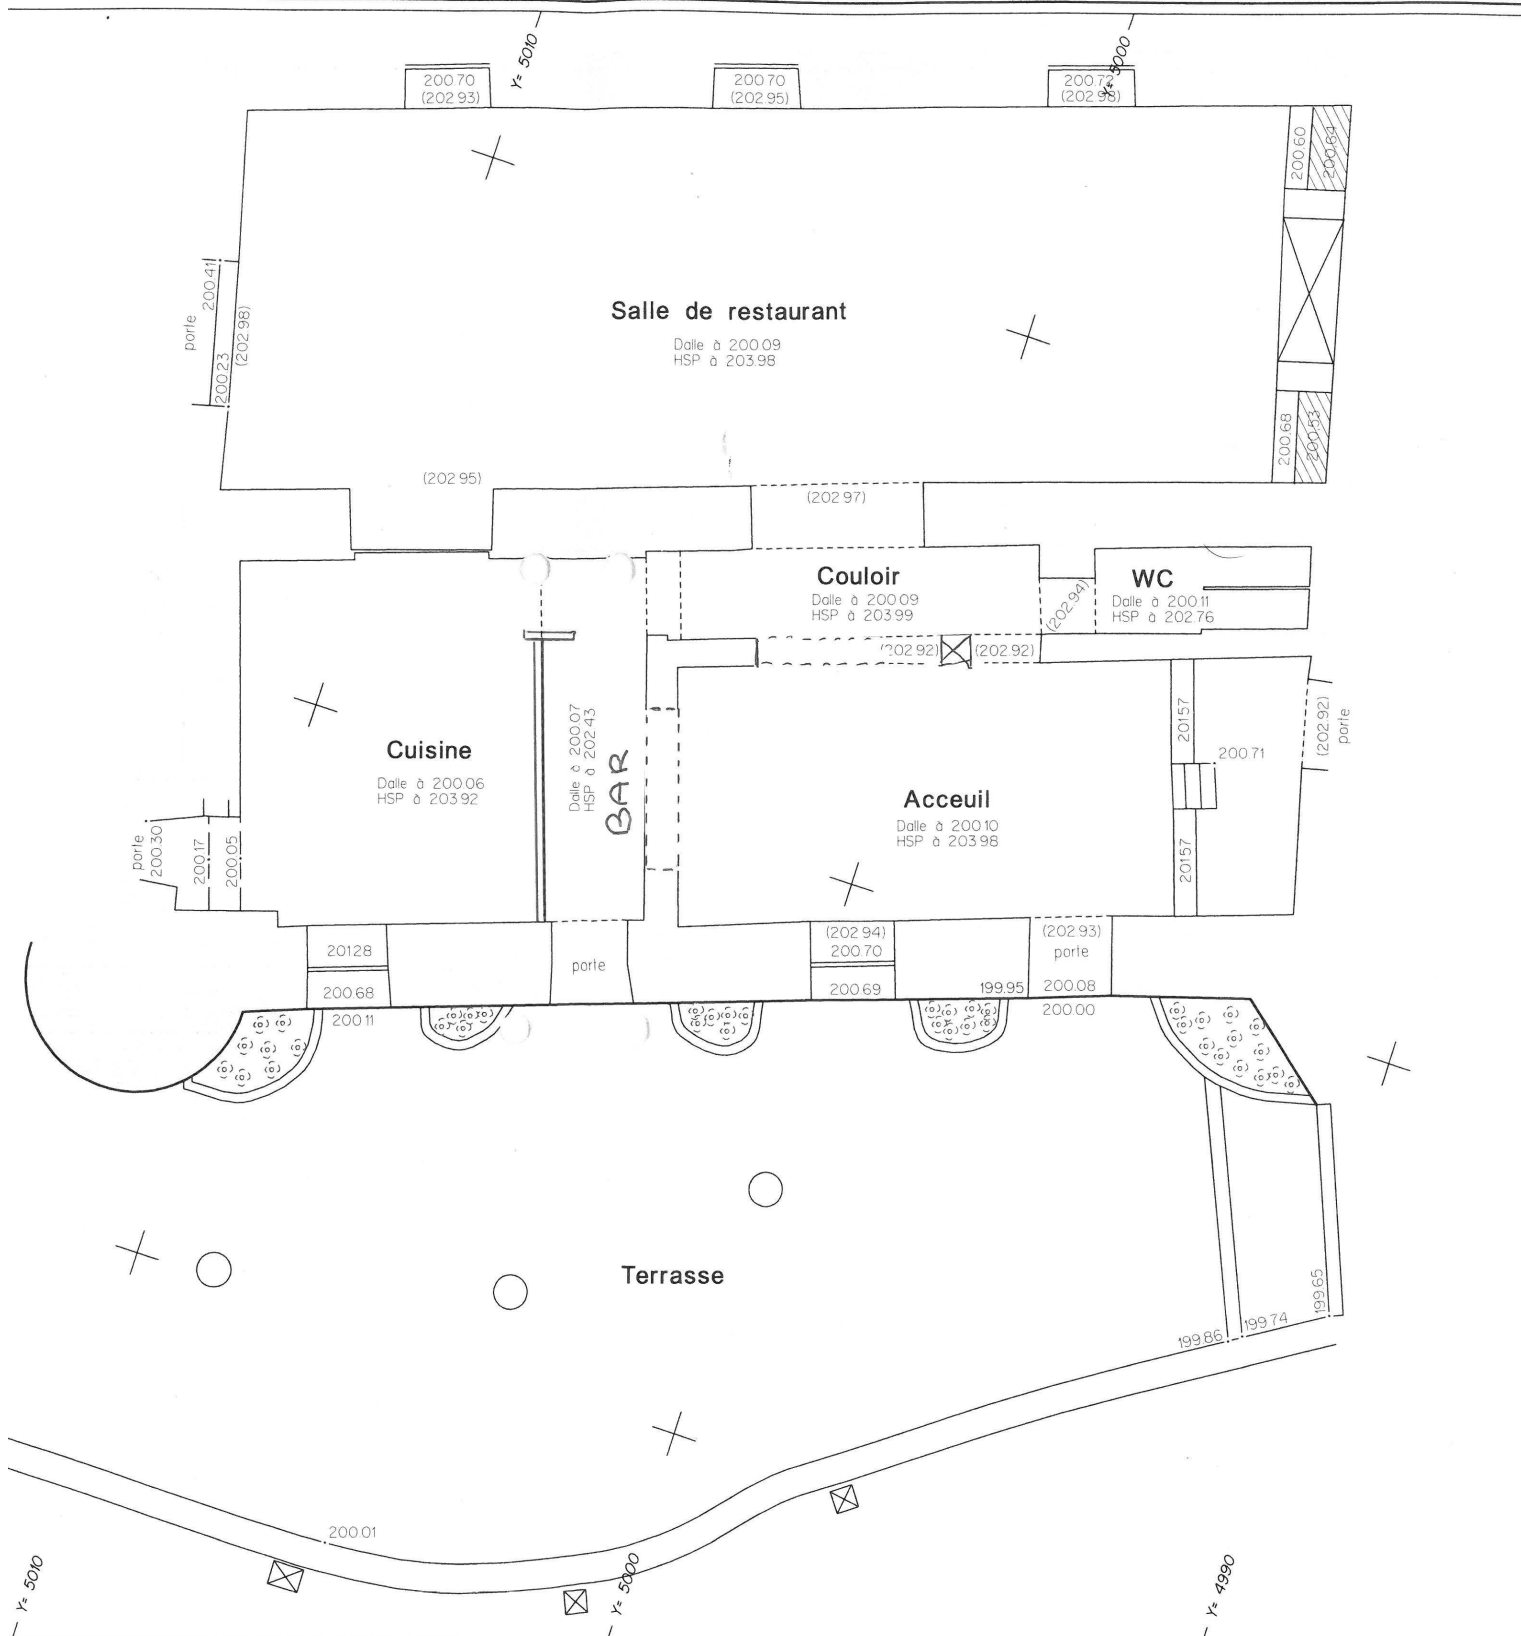 Y= 5010
Y= 5000
200.70
(202.93)
200.70
(202.95)
200.72
(202.98)
200.60
200.64
porte
200.41
200.23
(202.98)
Salle de restaurant
Dalle à 200.09
HSP à 203.98
200.68
200.53
(202.95)
(202.97)
Couloir
Dalle à 200.09
HSP à 203.99
(202.94)
WC
Dalle à 200.11
HSP à 202.76
(202.92)
(202.92)
Cuisine
Dalle à 200.06
HSP à 203.92
Dalle à 200.07
HSP à 202.43
BAR
Acceuil
Dalle à 200.10
HSP à 203.98
201.57
200.71
(202.92)
porte
201.57
porte
200.30
200.17
200.05
201.28
200.68
200.11
porte
(202.94)
200.70
200.69
(202.93)
porte
199.95
200.08
200.00
Terrasse
199.86
199.74
199.65
200.01
Y= 5010
Y= 5000
Y= 4990